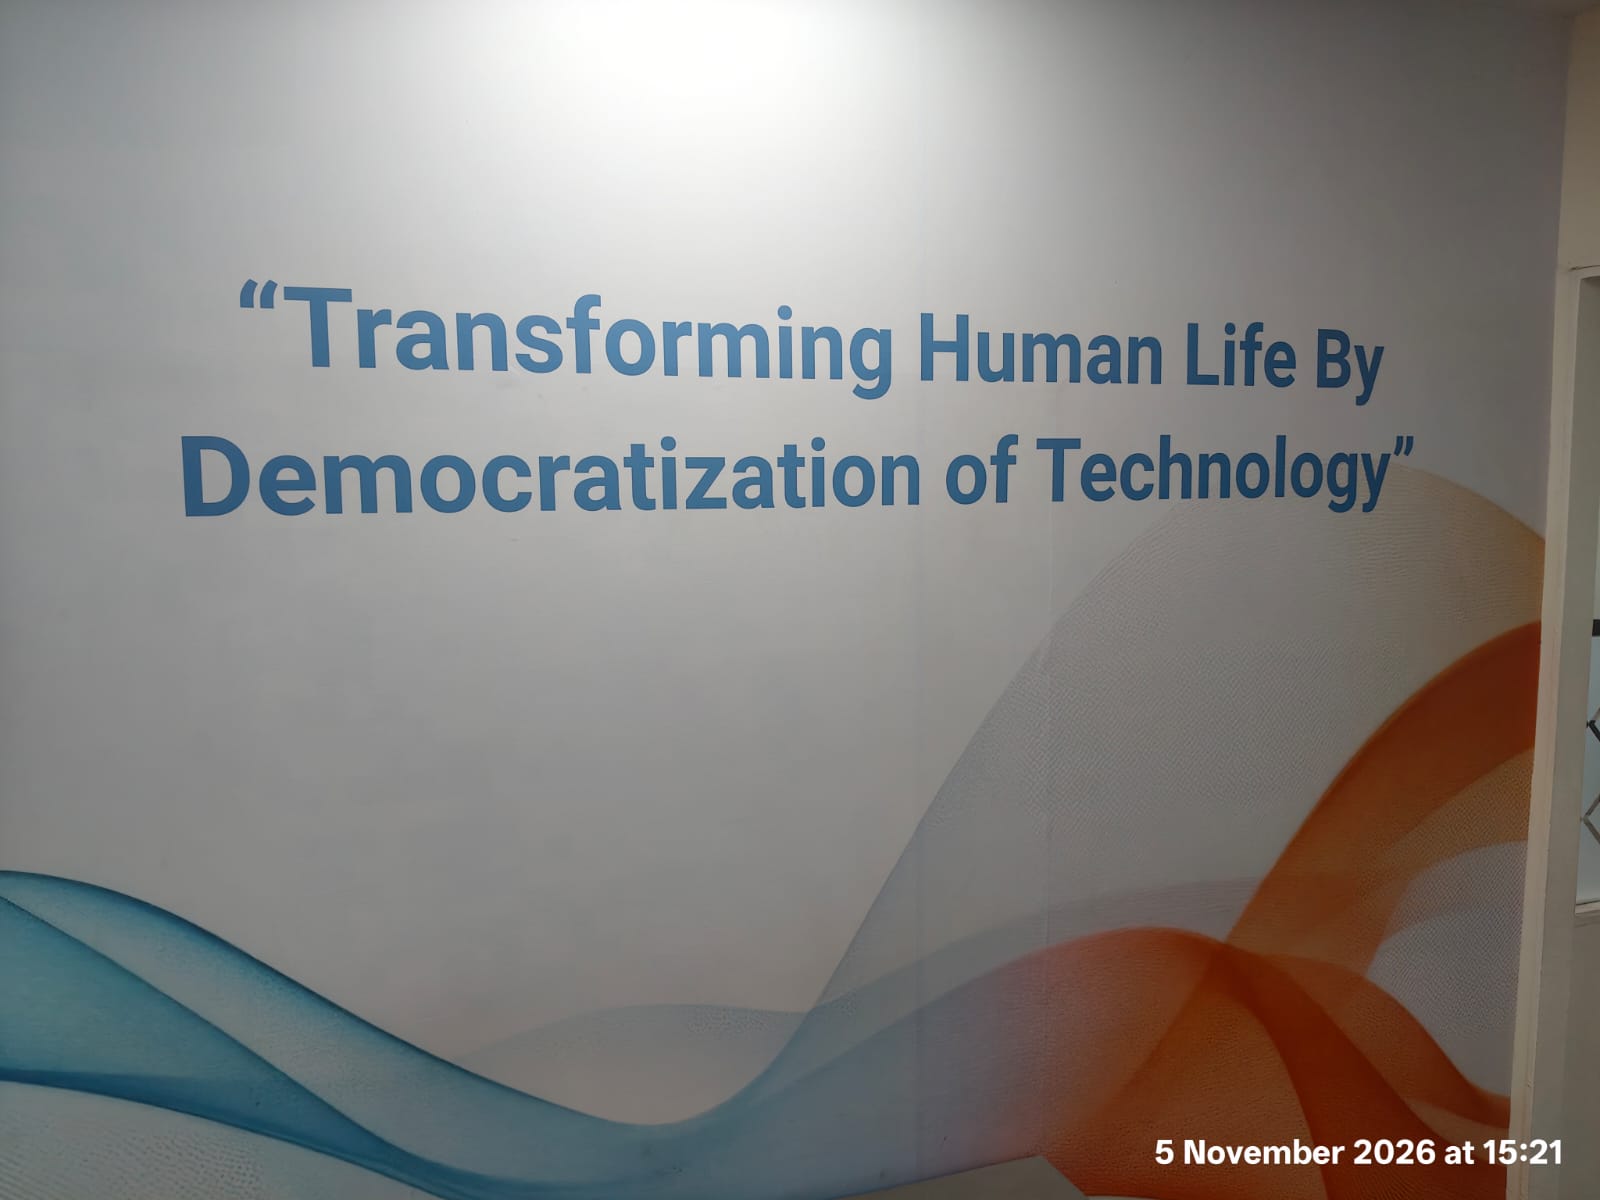 “Transforming Human Life By
Democratization of Technology”
5 November 2026 at 15:21